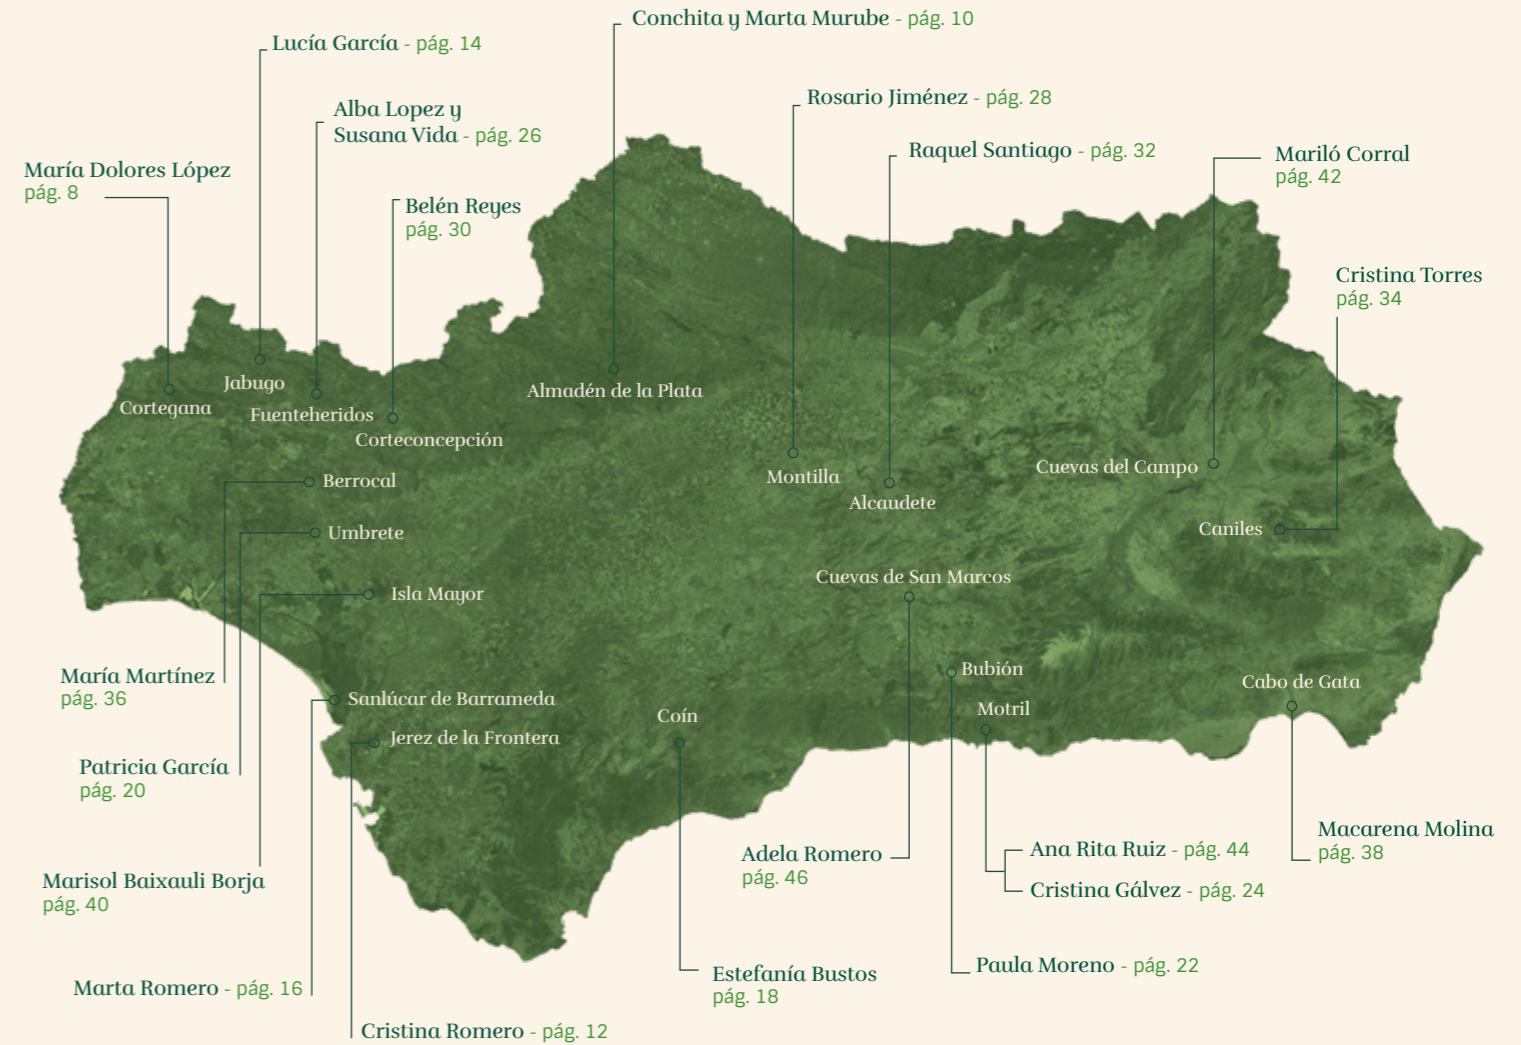 Conchita y Marta Murube - pág. 10
Lucía García - pág. 14
Rosario Jiménez - pág. 28
Alba Lopez y
Susana Vida - pág. 26
Raquel Santiago - pág. 32
Mariló Corral
pág. 42
María Dolores López
pág. 8
Belén Reyes
pág. 30
Cristina Torres
pág. 34
Jabugo
Cortegana
Fuenteheridos
Corteconcepción
Almadén de la Plata
Montilla
Alcaudete
Cuevas del Campo
Berrocal
Umbrete
Caniles
Isla Mayor
Cuevas de San Marcos
María Martínez
pág. 36
Sanlúcar de Barrameda
Bubión
Cabo de Gata
Coín
Motril
Jerez de la Frontera
Patricia García
pág. 20
Marisol Baixauli Borja
pág. 40
Adela Romero
pág. 46
Ana Rita Ruiz - pág. 44
Cristina Gálvez - pág. 24
Macarena Molina
pág. 38
Marta Romero - pág. 16
Estefanía Bustos
pág. 18
Paula Moreno - pág. 22
Cristina Romero - pág. 12